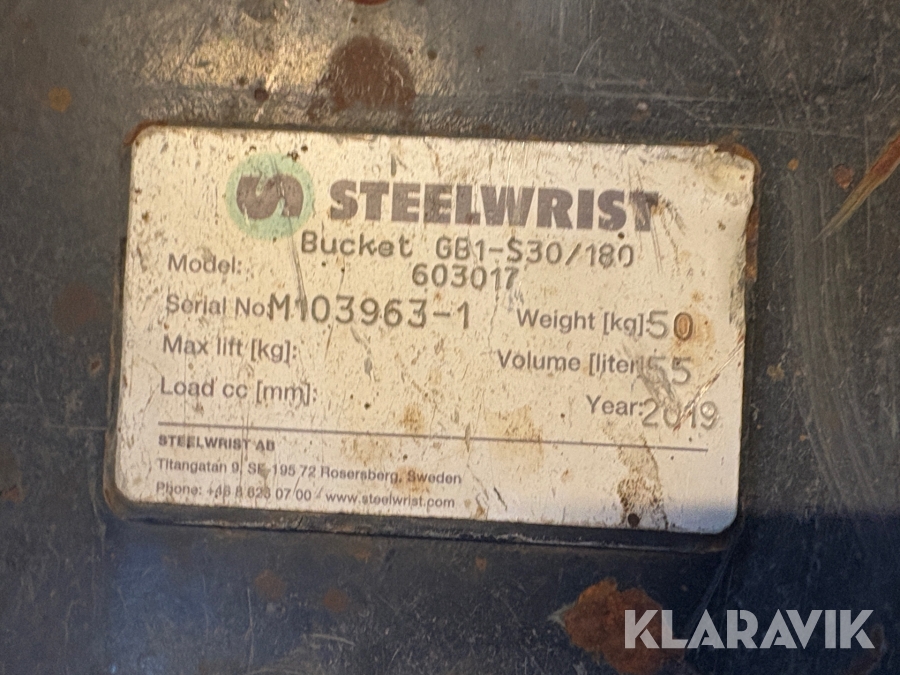 STEELWRIST
Bucket GB1-S30/180
Model: 603017
Serial No: M103963-1 Weight [kg]: 50
Max lift [kg]: Volume [liter] 55
Load cc [mm]: Year: 2019
STEELWRIST AB
Titangatan 9, SE-195 72 Rosersberg, Sweden
Phone: +46 8 626 07 00 / www.steelwrist.com
KLARAVIK